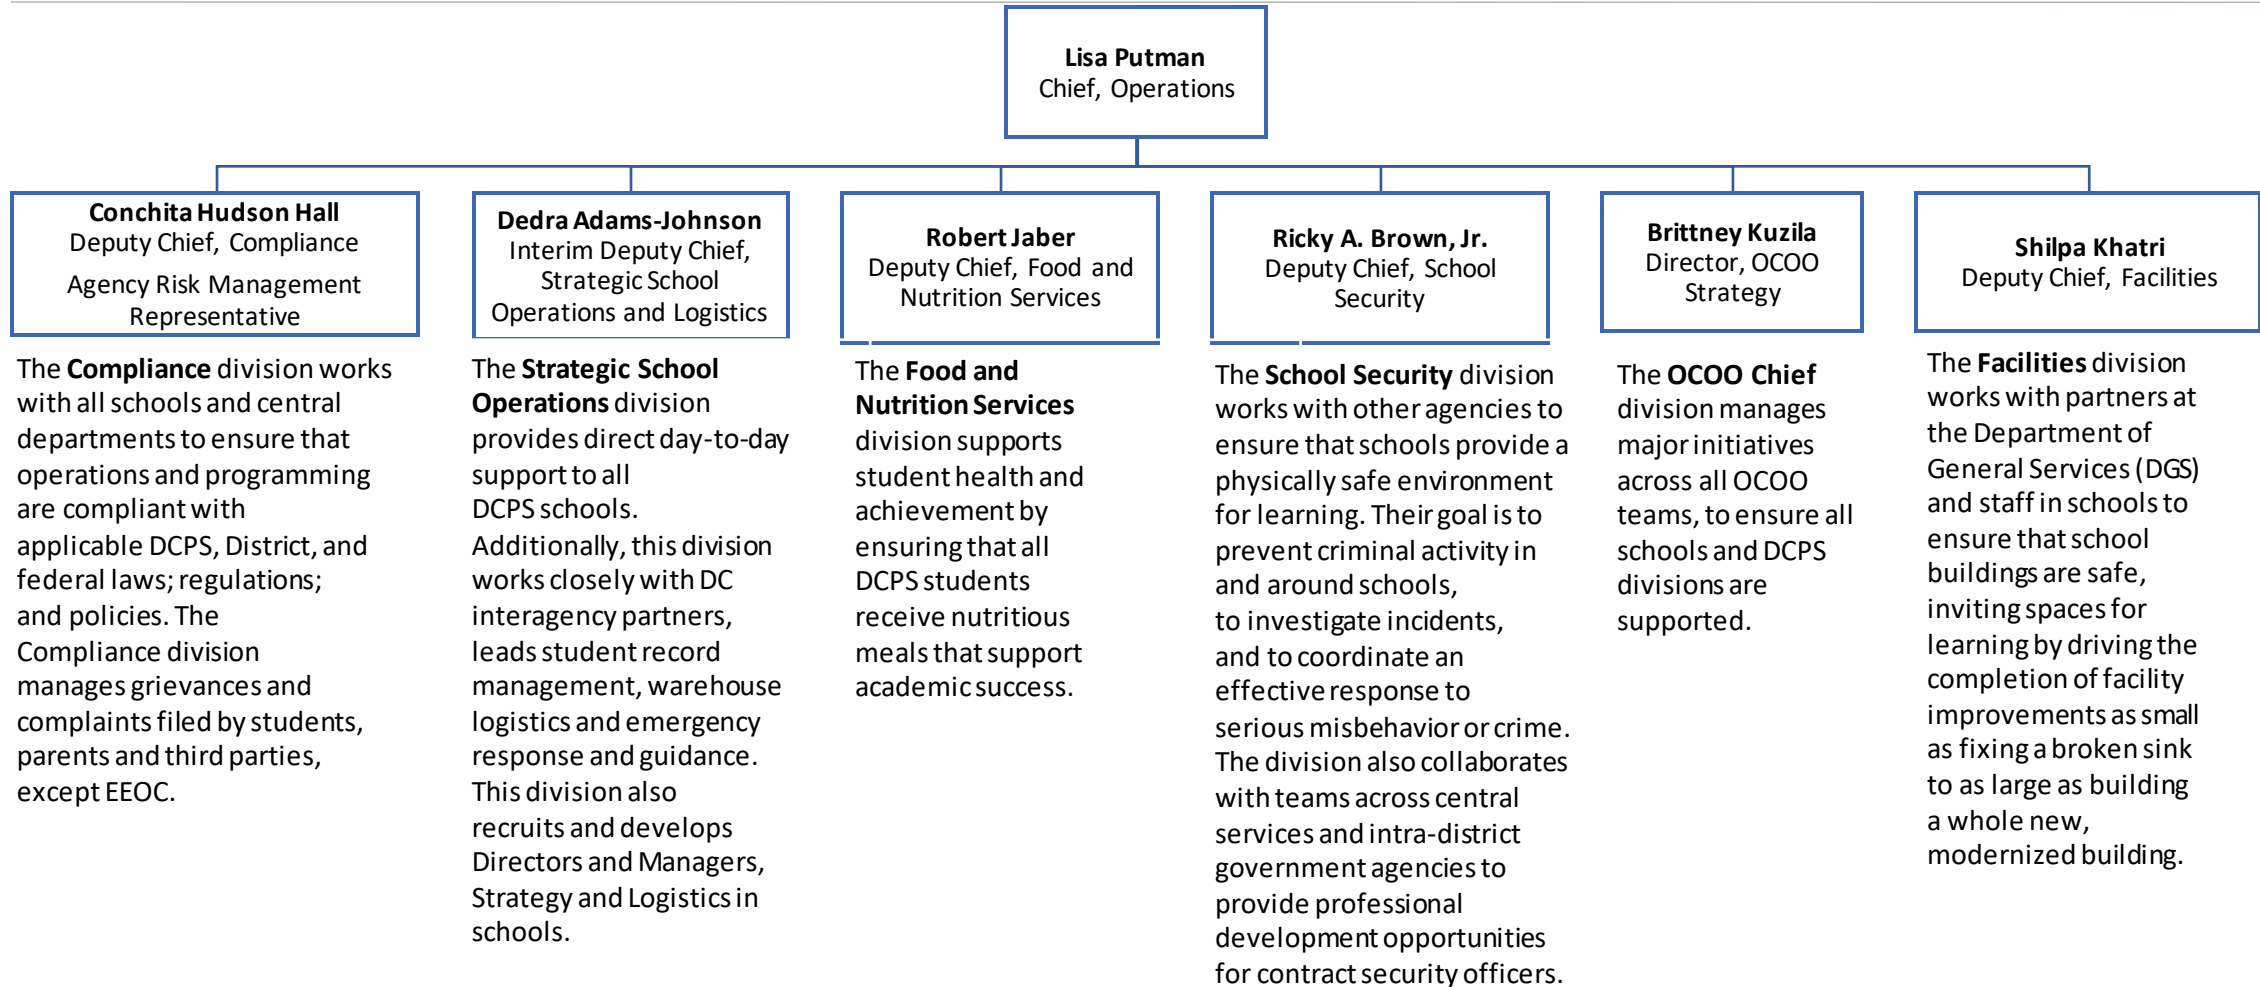 Lisa Putman
Chief, Operations
Conchita Hudson Hall
Deputy Chief, Compliance
Agency Risk Management
Representative
Dedra Adams-Johnson
Interim Deputy Chief,
Strategic School
Operations and Logistics
Robert Jaber
Deputy Chief, Food and
Nutrition Services
Ricky A. Brown, Jr.
Deputy Chief, School
Security
Brittney Kuzila
Director, OCOO
Strategy
Shilpa Khatri
Deputy Chief, Facilities
The Compliance division works
with all schools and central
departments to ensure that
operations and programming
are compliant with
applicable DCPS, District, and
federal laws; regulations;
and policies. The
Compliance division
manages grievances and
complaints filed by students,
parents and third parties,
except EEOC.
The Strategic School
Operations division
provides direct day-to-day
support to all
DCPS schools.
Additionally, this division
works closely with DC
interagency partners,
leads student record
management, warehouse
logistics and emergency
response and guidance.
This division also
recruits and develops
Directors and Managers,
Strategy and Logistics in
schools.
The Food and
Nutrition Services
division supports
student health and
achievement by
ensuring that all
DCPS students
receive nutritious
meals that support
academic success.
The School Security division
works with other agencies to
ensure that schools provide a
physically safe environment
for learning. Their goal is to
prevent criminal activity in
and around schools,
to investigate incidents,
and to coordinate an
effective response to
serious misbehavior or crime.
The division also collaborates
with teams across central
services and intra-district
government agencies to
provide professional
development opportunities
for contract security officers.
The OCOO Chief
division manages
major initiatives
across all OCOO
teams, to ensure all
schools and DCPS
divisions are
supported.
The Facilities division
works with partners at
the Department of
General Services (DGS)
and staff in schools to
ensure that school
buildings are safe,
inviting spaces for
learning by driving the
completion of facility
improvements as small
as fixing a broken sink
to as large as building
a whole new,
modernized building.